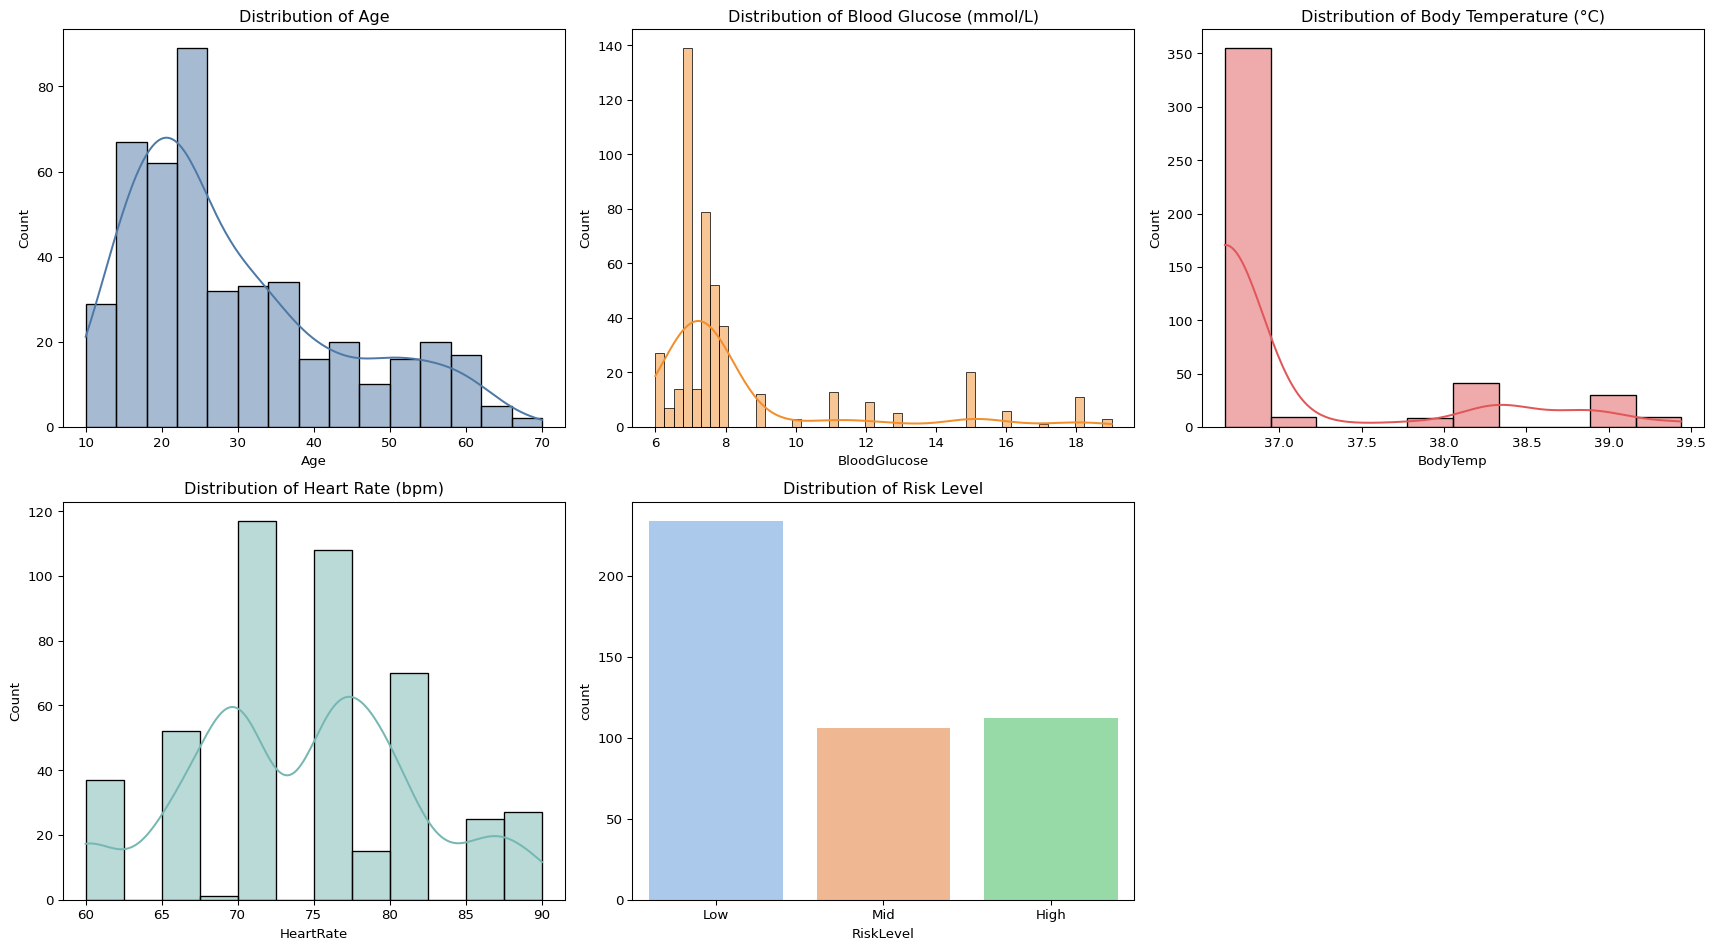 Distribution of Age
Count
80
60
40
20
0
10 20 30 40 50 60 70
Age
Distribution of Blood Glucose (mmol/L)
Count
140
120
100
80
60
40
20
0
6 8 10 12 14 16 18
BloodGlucose
Distribution of Body Temperature (°C)
Count
350
300
250
200
150
100
50
0
37.0 37.5 38.0 38.5 39.0 39.5
BodyTemp
Distribution of Heart Rate (bpm)
Count
120
100
80
60
40
20
0
60 65 70 75 80 85 90
HeartRate
Distribution of Risk Level
count
200
150
100
50
0
Low Mid High
RiskLevel